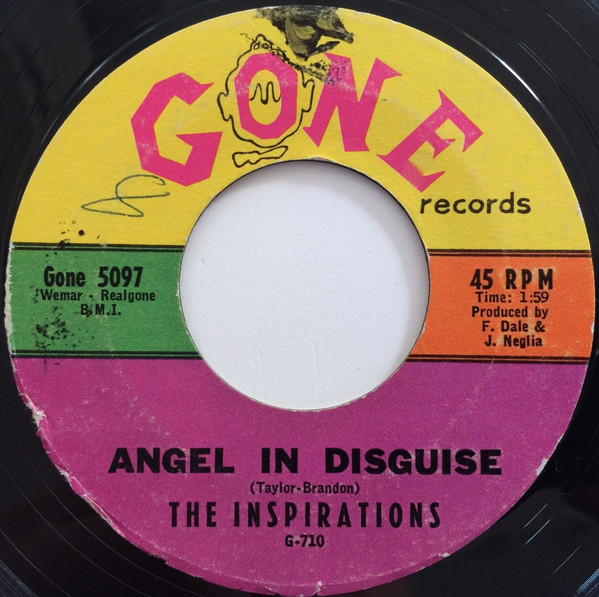 GONE
records
Gone 5097
Wemar - Realgone
B.M.I.
45 RPM
Time: 1:59
Produced by
F. Dale &
J. Neglia
ANGEL IN DISGUISE
(Taylor-Brandon)
THE INSPIRATIONS
G-710